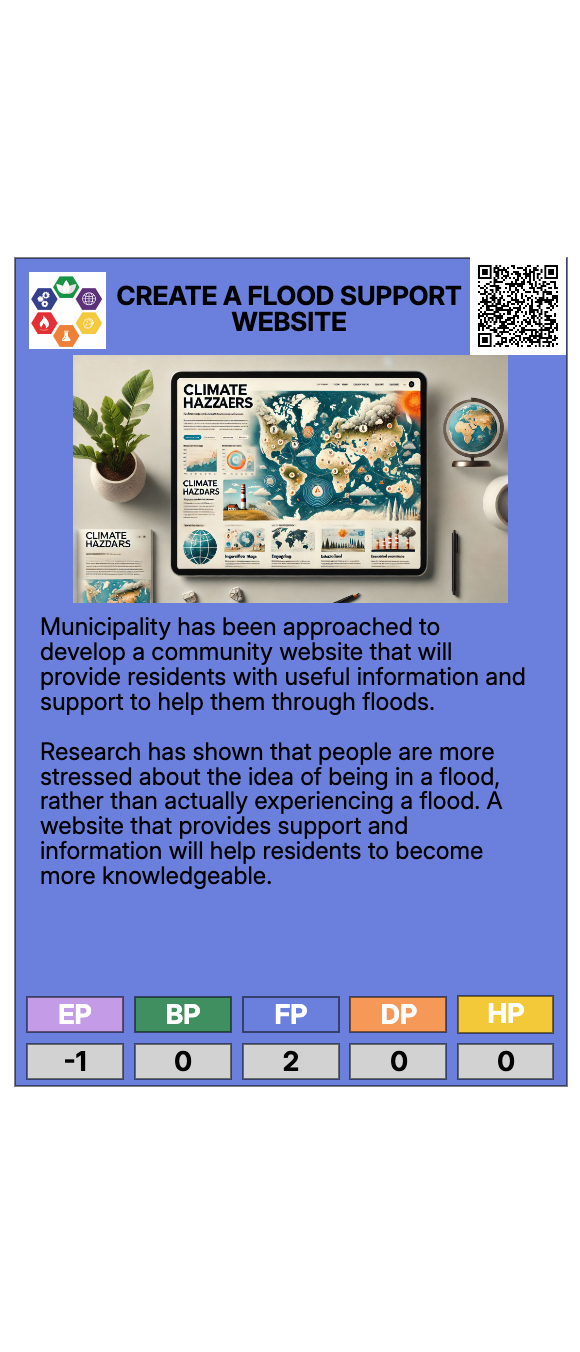 CREATE A FLOOD SUPPORT
WEBSITE
CLIMATE
HAZZAERS
CLIMATE
HAZDARS
CLIMATE
HAZDARS
Municipality has been approached to
develop a community website that will
provide residents with useful information and
support to help them through floods.
Research has shown that people are more
stressed about the idea of being in a flood,
rather than actually experiencing a flood. A
website that provides support and
information will help residents to become
more knowledgeable.
EP BP FP DP HP
-1 0 2 0 0